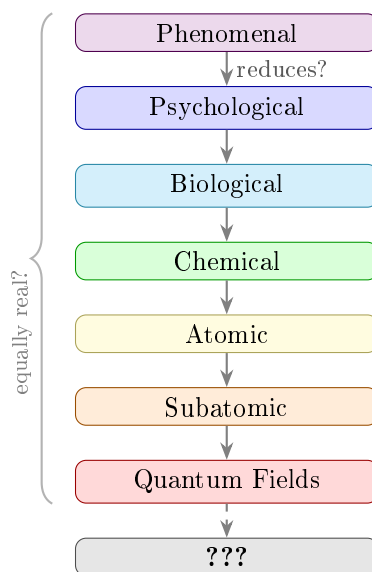 Phenomenal
reduces?
Psychological
Biological
Chemical
Atomic
Subatomic
Quantum Fields
???
equally real?